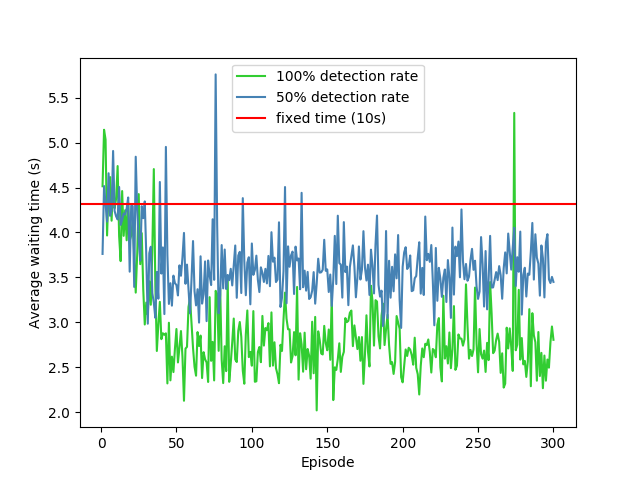 100% detection rate
50% detection rate
fixed time (10s)
5.5
5.0
4.5
4.0
3.5
3.0
2.5
2.0
Average waiting time (s)
0 50 100 150 200 250 300
Episode